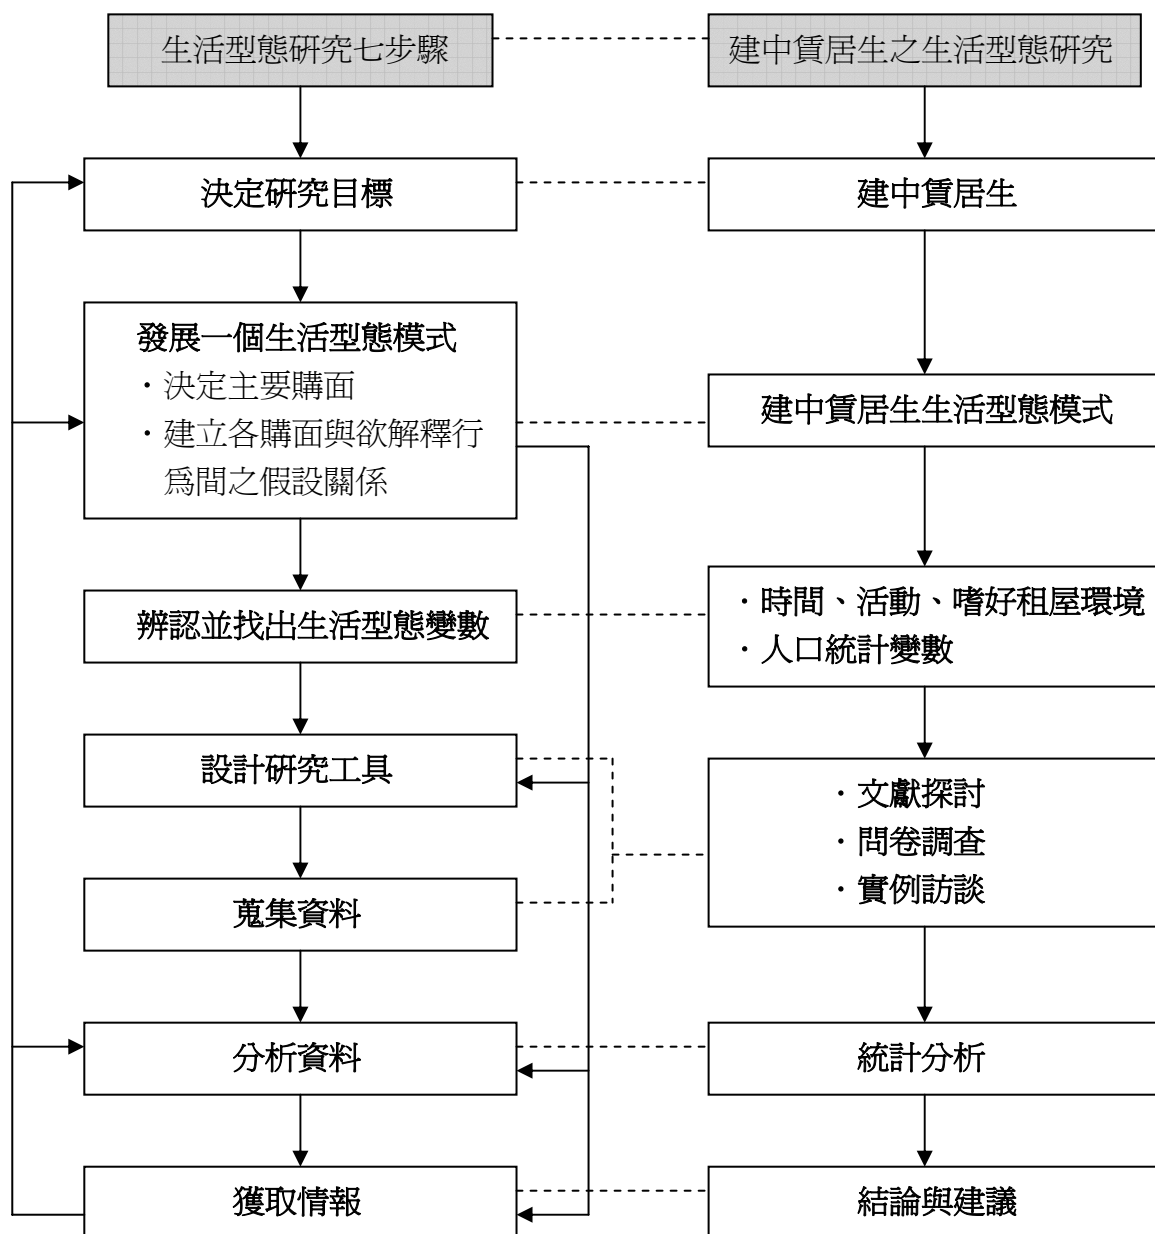 生活型態研究七步驟
建中賃居生之生活型態研究
決定研究目標
建中賃居生
發展一個生活型態模式
・決定主要購面
・建立各購面與欲解釋行
為間之假設關係
建中賃居生生活型態模式
辨認並找出生活型態變數
・時間、活動、嗜好租屋環境
・人口統計變數
設計研究工具
・文獻探討
・問卷調查
・實例訪談
蒐集資料
分析資料
統計分析
獲取情報
結論與建議